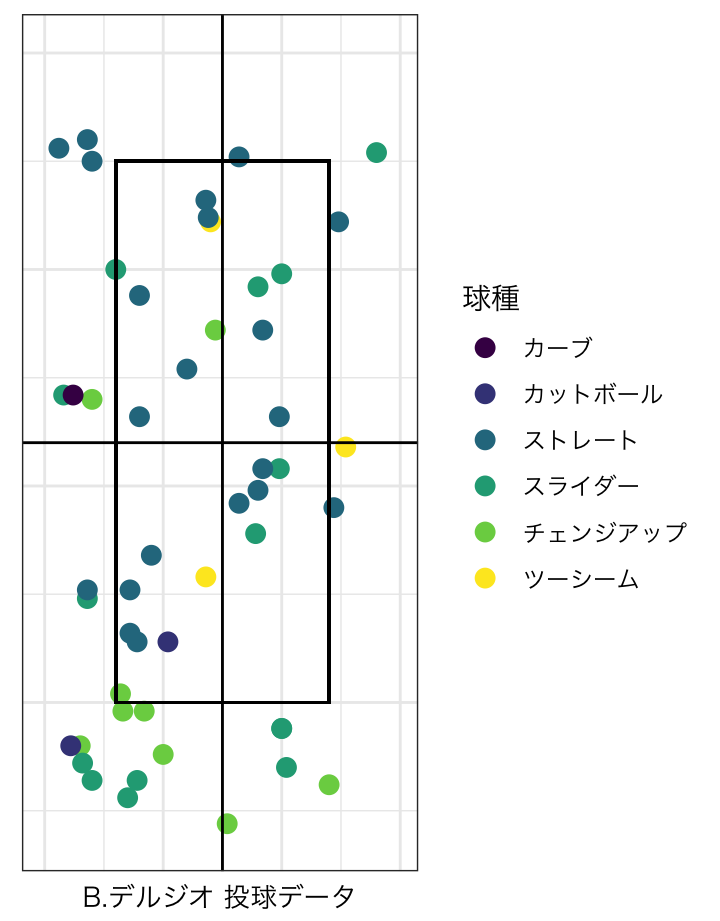 球種
カーブ
カットボール
ストレート
スライダー
チェンジアップ
ツーシーム
B.デルジオ 投球データ